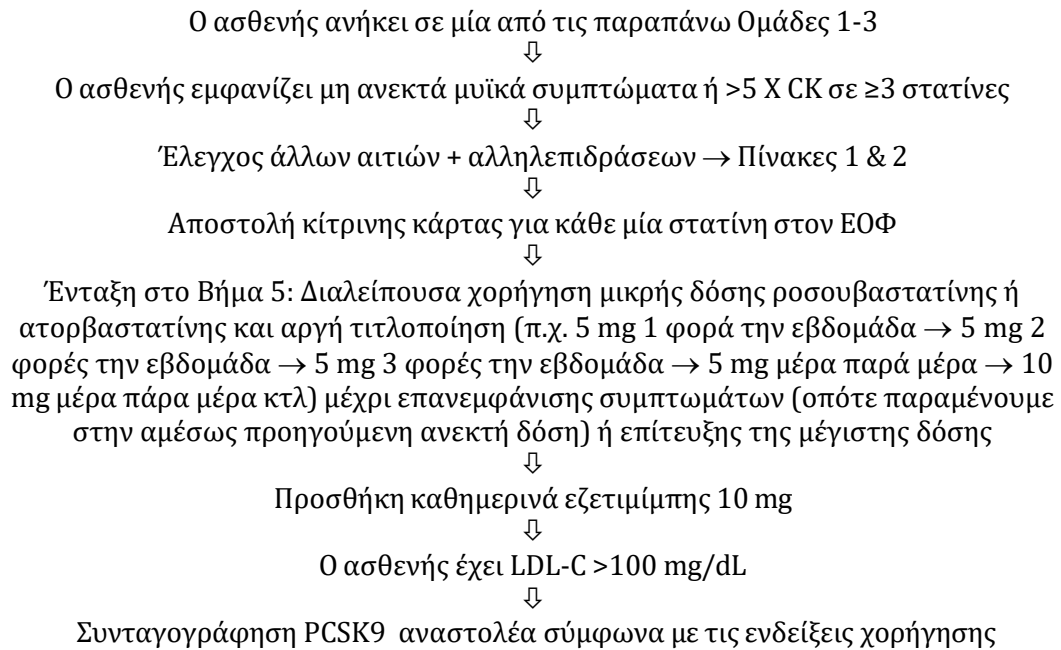 Ο ασθενής ανήκει σε μία από τις παραπάνω Ομάδες 1-3
⇩
Ο ασθενής εμφανίζει μη ανεκτά μυϊκά συμπτώματα ή >5 X CK σε ≥3 στατίνες
⇩
Έλεγχος άλλων αιτιών + αλληλεπιδράσεων → Πίνακες 1 & 2
⇩
Αποστολή κίτρινης κάρτας για κάθε μία στατίνη στον ΕΟΦ
⇩
Ένταξη στο Βήμα 5: Διαλείπουσα χορήγηση μικρής δόσης ροσουβαστατίνης ή
ατορβαστατίνης και αργή τιτλοποίηση (π.χ. 5 mg 1 φορά την εβδομάδα → 5 mg 2
φορές την εβδομάδα → 5 mg 3 φορές την εβδομάδα → 5 mg μέρα παρά μέρα → 10
mg μέρα πάρα μέρα κτλ) μέχρι επανεμφάνισης συμπτωμάτων (οπότε παραμένουμε
στην αμέσως προηγούμενη ανεκτή δόση) ή επίτευξης της μέγιστης δόσης
⇩
Προσθήκη καθημερινά εζετιμίμπης 10 mg
⇩
Ο ασθενής έχει LDL-C >100 mg/dL
⇩
Συνταγογράφηση PCSK9 αναστολέα σύμφωνα με τις ενδείξεις χορήγησης